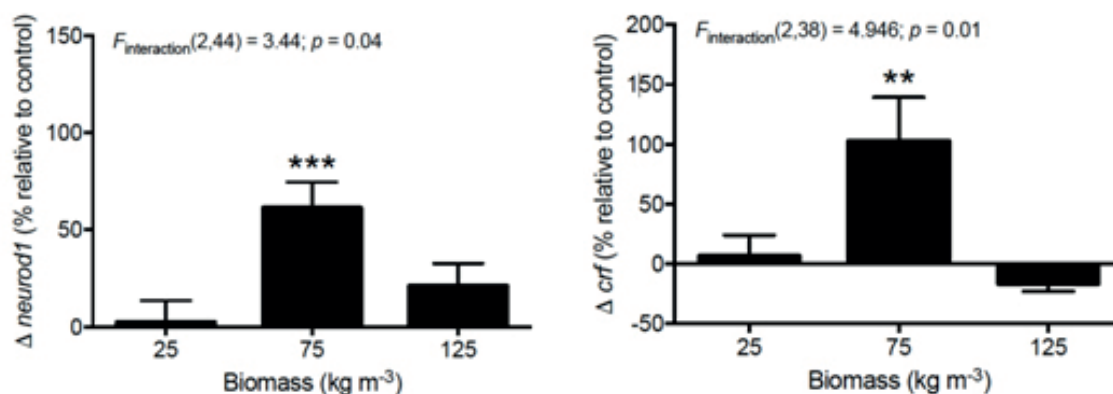 Δ neurod1 (% relative to control)
150
100
50
0
F interaction(2,44) = 3.44; p = 0.04
***
25 75 125
Biomass (kg m-3)
Δ crf (% relative to control)
200
150
100
50
0
-50
F interaction(2,38) = 4.946; p = 0.01
**
25 75 125
Biomass (kg m-3)